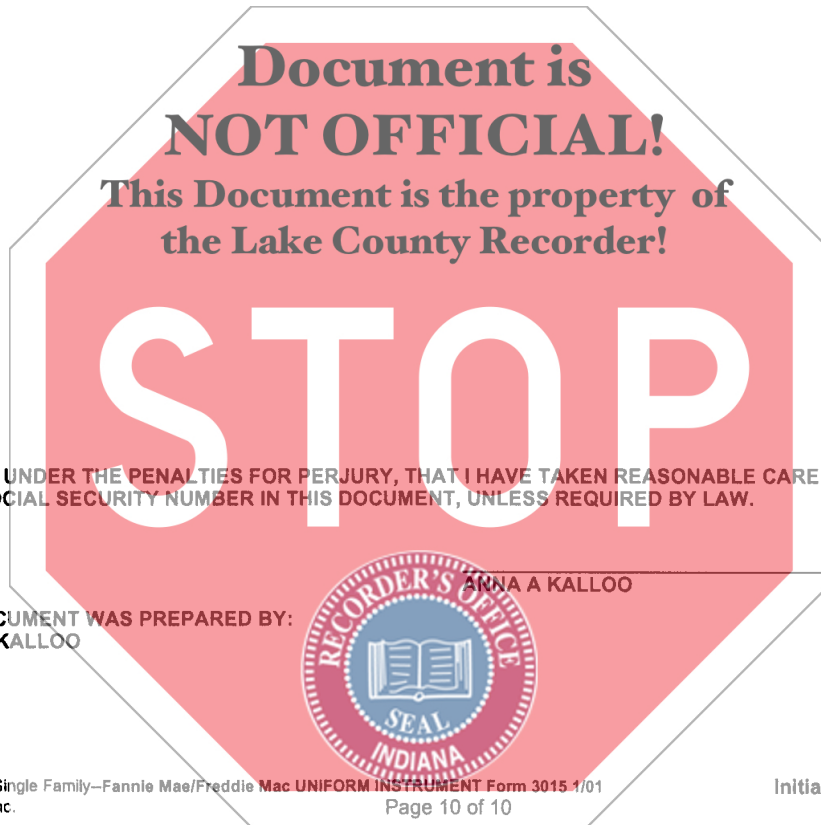 Document is
NOT OFFICIAL!
This Document is the property of
the Lake County Recorder!
STOP
UNDER THE PENALTIES FOR PERJURY, THAT I HAVE TAKEN REASONABLE CARE
CIAL SECURITY NUMBER IN THIS DOCUMENT, UNLESS REQUIRED BY LAW.
ANNA A KALLOO
CUMENT WAS PREPARED BY:
KALLOO
RECORDER'S OFFICE
SEAL
INDIANA
Single Family–Fannie Mae/Freddie Mac UNIFORM INSTRUMENT Form 3015 1/01
Initia
Page 10 of 10